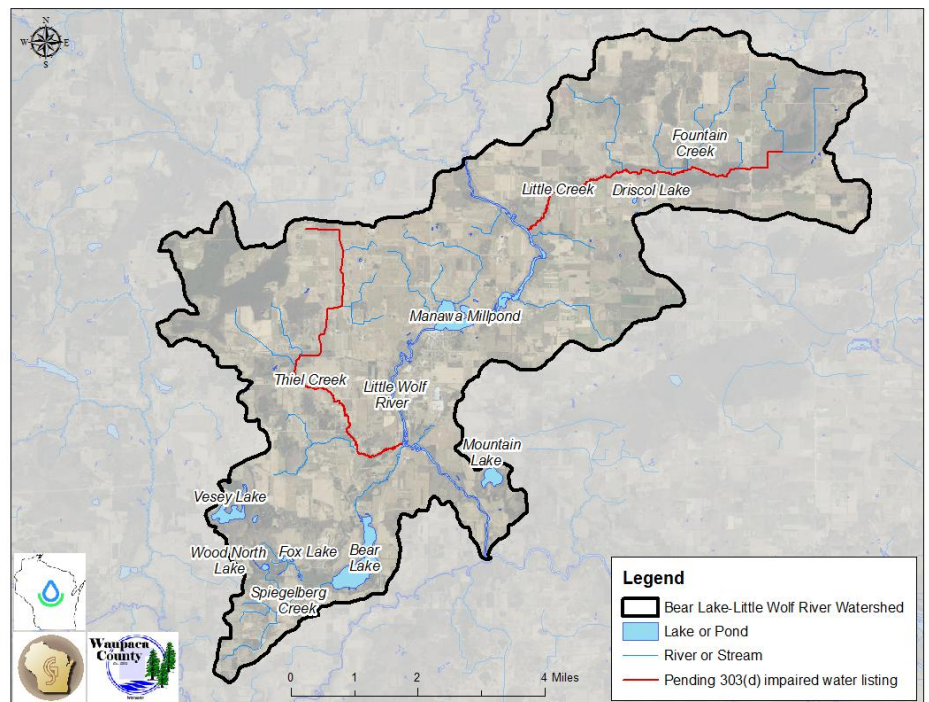 N
W E
S
Fountain
Creek
Little Creek
Driscol Lake
Manawa Millpond
Thiel Creek
Little Wolf
River
Mountain
Lake
Vesey Lake
Wood North
Lake
Fox Lake
Bear
Lake
Spiegelberg
Creek
Legend
Bear Lake-Little Wolf River Watershed
Lake or Pond
River or Stream
Pending 303(d) impaired water listing
Waupaca
County
0 1 2 4 Miles